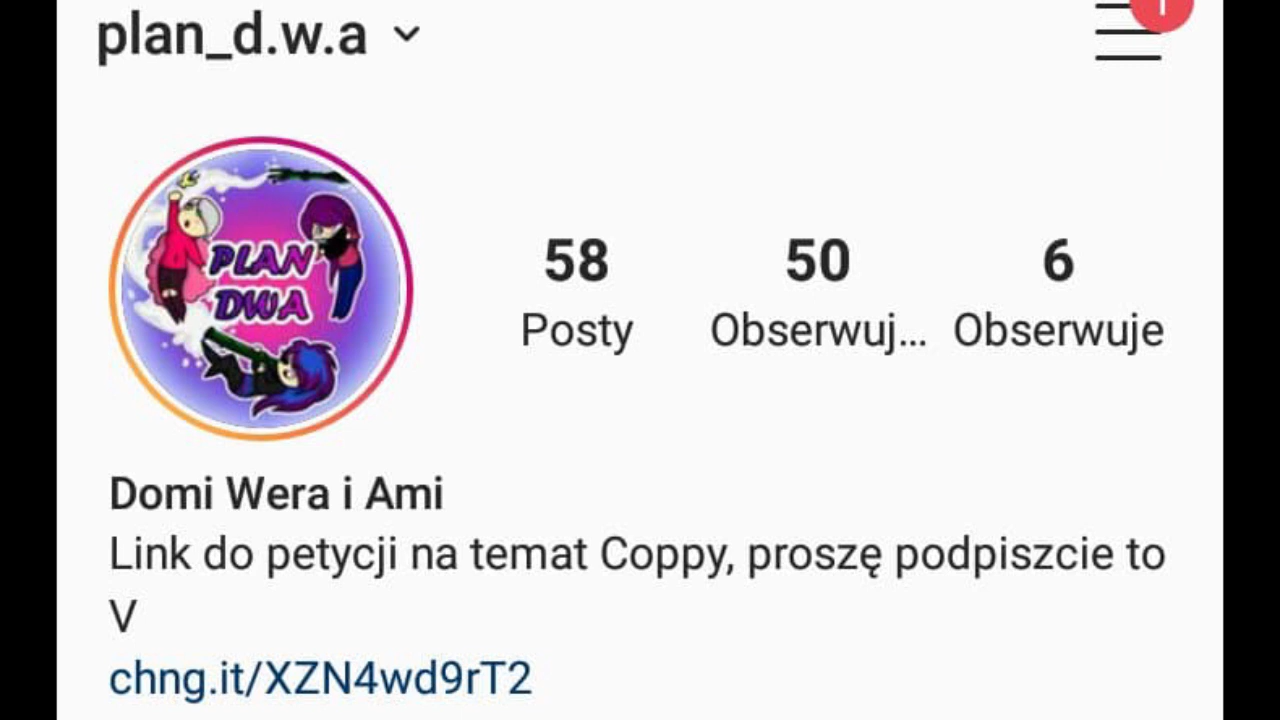 plan_d.w.a
PLAN
DWA
58
50
6
Posty
Obserwuj...
Obserwuje
Domi Wera i Ami
Link do petycji na temat Coppy, proszę podpiszcie to
V
chng.it/XZN4wd9rT2